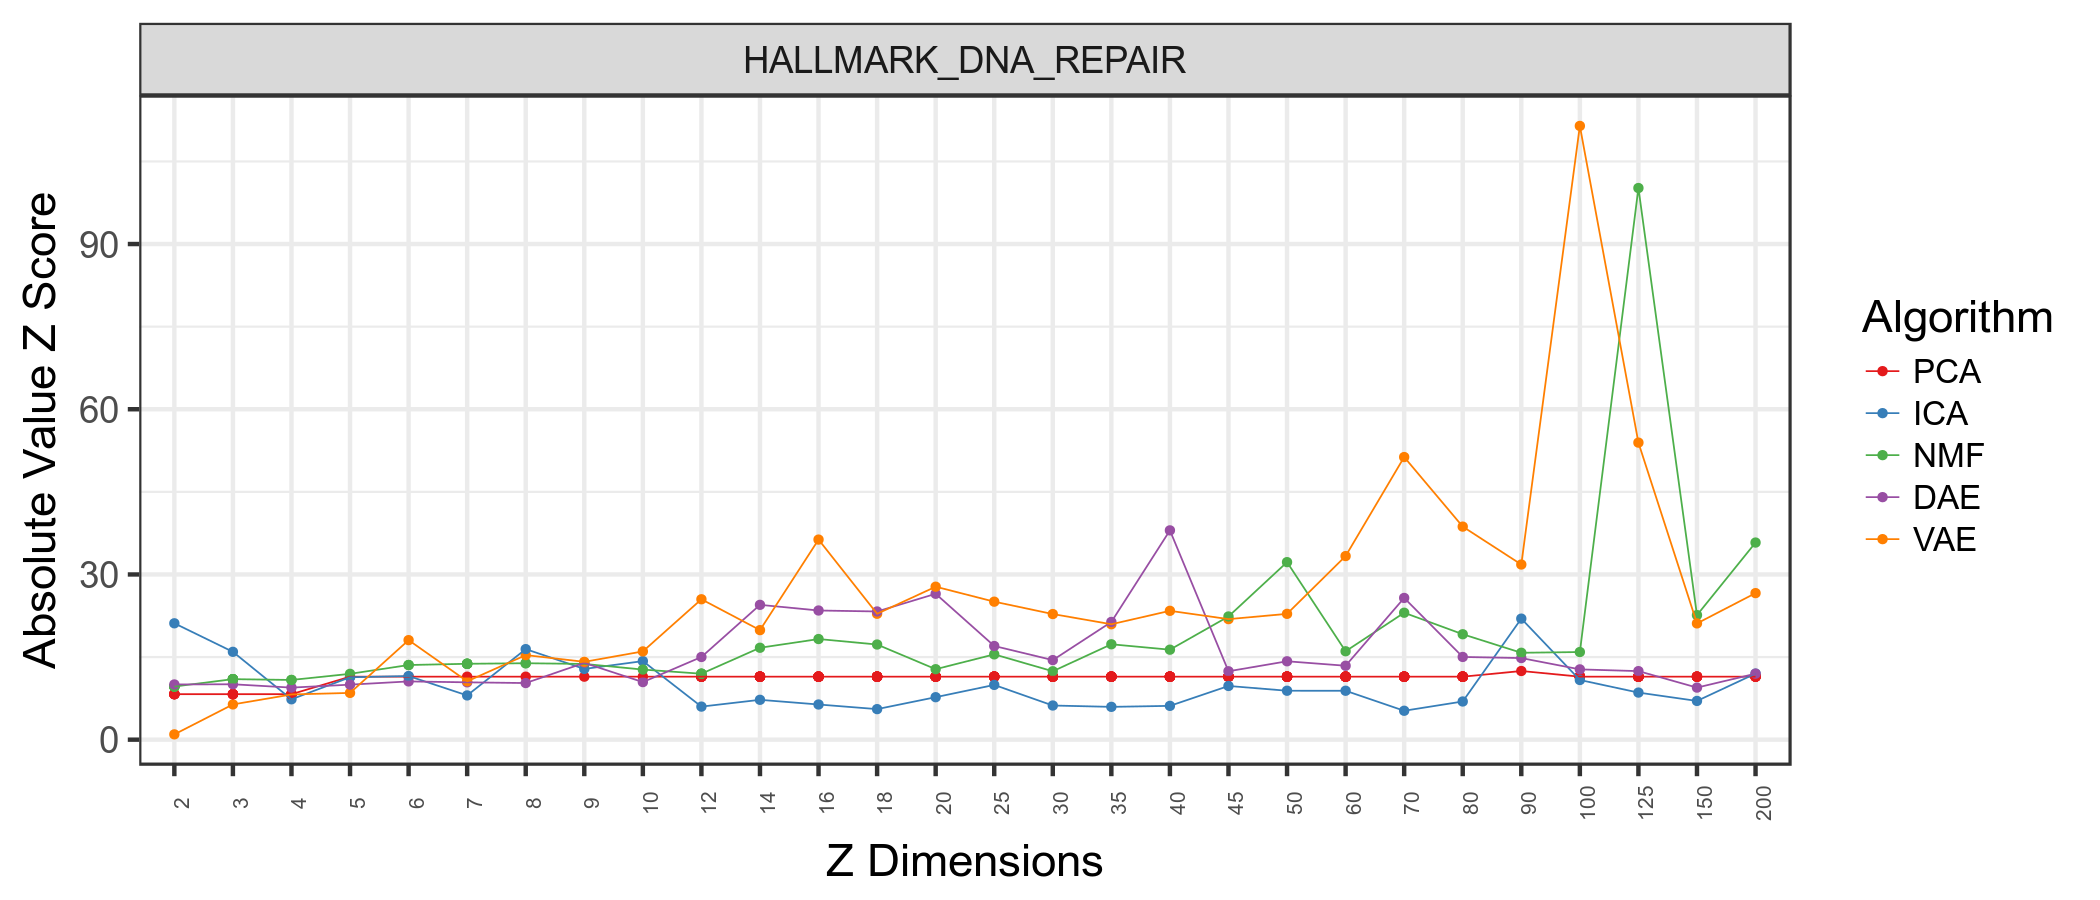 HALLMARK_DNA_REPAIR
Absolute Value Z Score
90
60
30
0
2 3 4 5 6 7 8 9 10 12 14 16 18 20 25 30 35 40 45 50 60 70 80 90 100 125 150 200
Z Dimensions
Algorithm
PCA
ICA
NMF
DAE
VAE